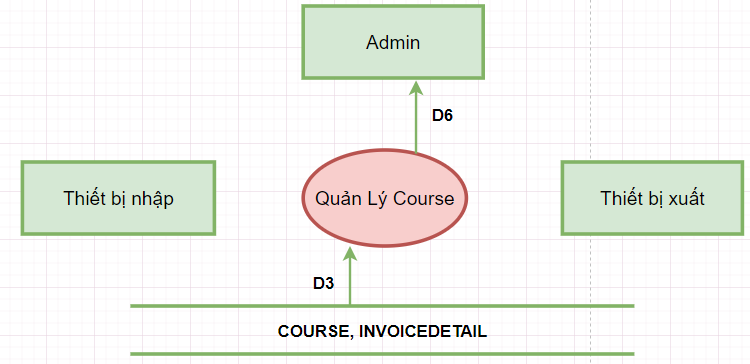 Admin
D6
Thiết bị nhập
Quản Lý Course
Thiết bị xuất
D3
COURSE, INVOICEDETAIL